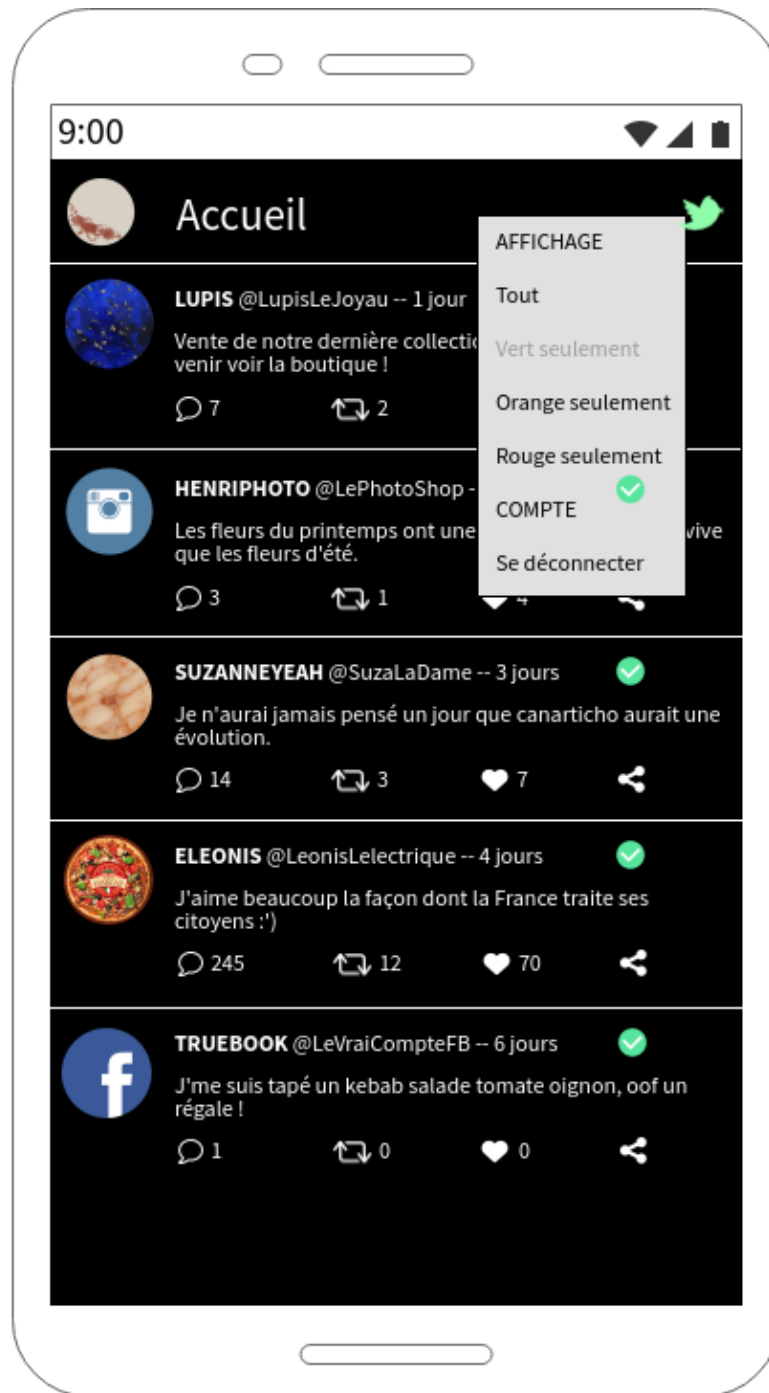 9:00
Accueil
AFFICHAGE
Tout
Vert seulement
Orange seulement
Rouge seulement
COMPTE
Se déconnecter
LUPIS @LupisLeJoyau -- 1 jour
Vente de notre dernière
venir voir la boutique !
7 2
HENRIPHOTO @LePhotoShop -
Les fleurs du printemps ont une vive
que les fleurs d'été.
3 1 4
SUZANNEYEAH @SuzaLaDame -- 3 jours
Je n'aurai jamais pensé un jour que canarticho aurait une
évolution.
14 3 7
ELEONIS @LeonisLelectrique -- 4 jours
J'aime beaucoup la façon dont la France traite ses
citoyens :')
245 12 70
TRUEBOOK @LeVraiCompteFB -- 6 jours
J'me suis tapé un kebab salade tomate oignon, oof un
régale !
1 0 0